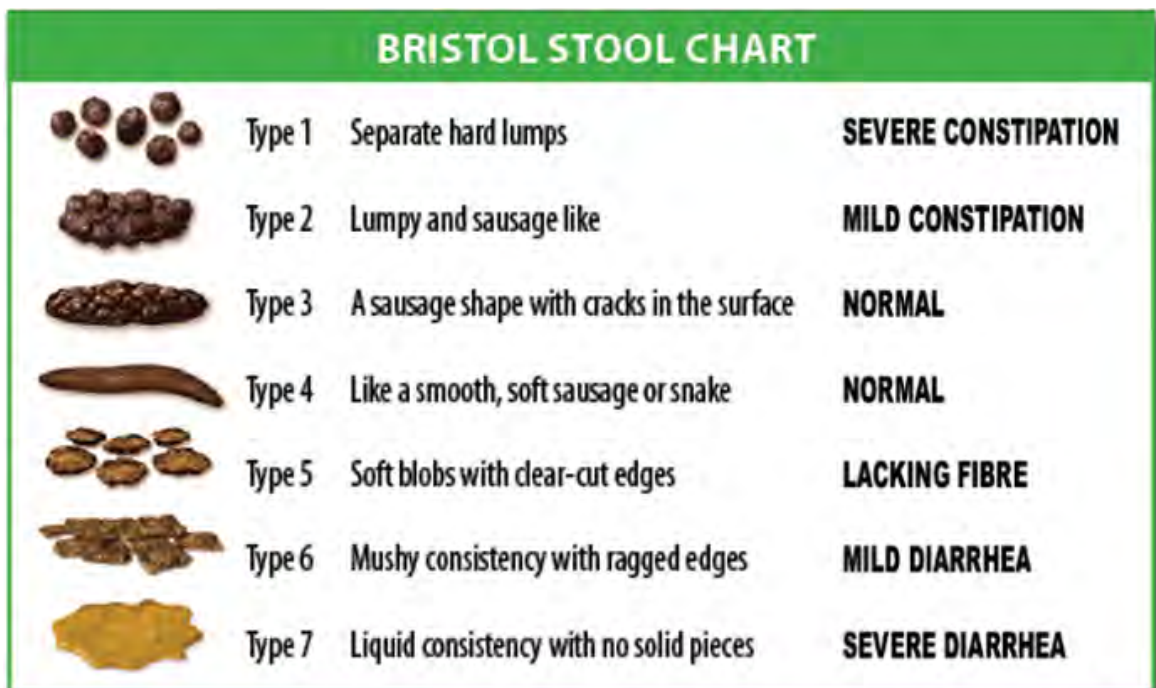 BRISTOL STOOL CHART
Type 1 Separate hard lumps SEVERE CONSTIPATION
Type 2 Lumpy and sausage like MILD CONSTIPATION
Type 3 A sausage shape with cracks in the surface NORMAL
Type 4 Like a smooth, soft sausage or snake NORMAL
Type 5 Soft blobs with clear-cut edges LACKING FIBRE
Type 6 Mushy consistency with ragged edges MILD DIARRHEA
Type 7 Liquid consistency with no solid pieces SEVERE DIARRHEA